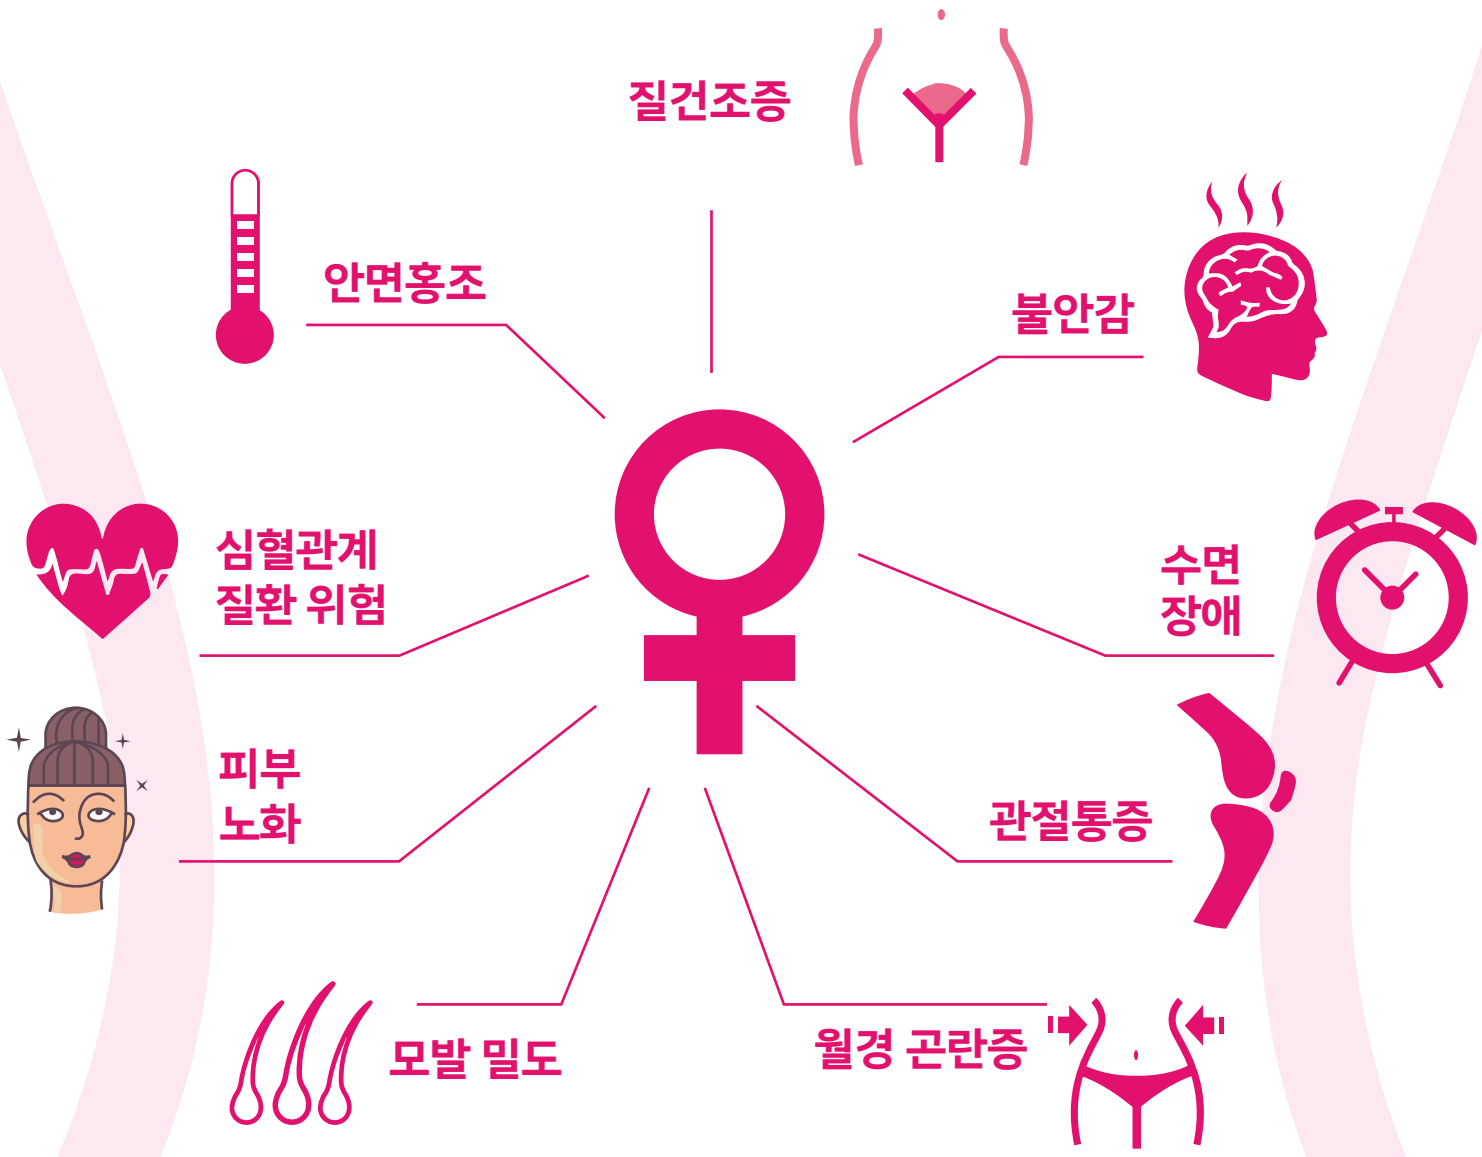 질건조증
안면홍조
불안감
심혈관계
질환 위험
수면
장애
피부
노화
관절통증
모발 밀도
월경 곤란증